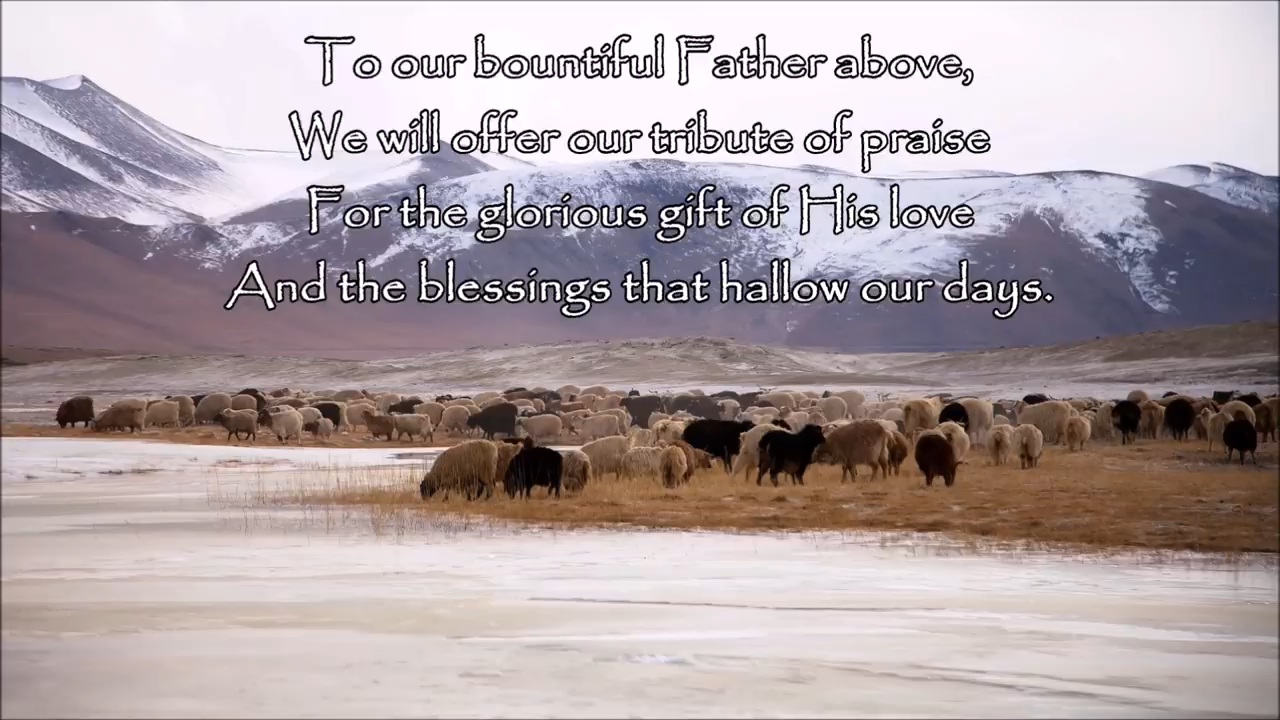 To our bountiful Father above,
We will offer our tribute of praise
For the glorious gift of His love
And the blessings that hallow our days.